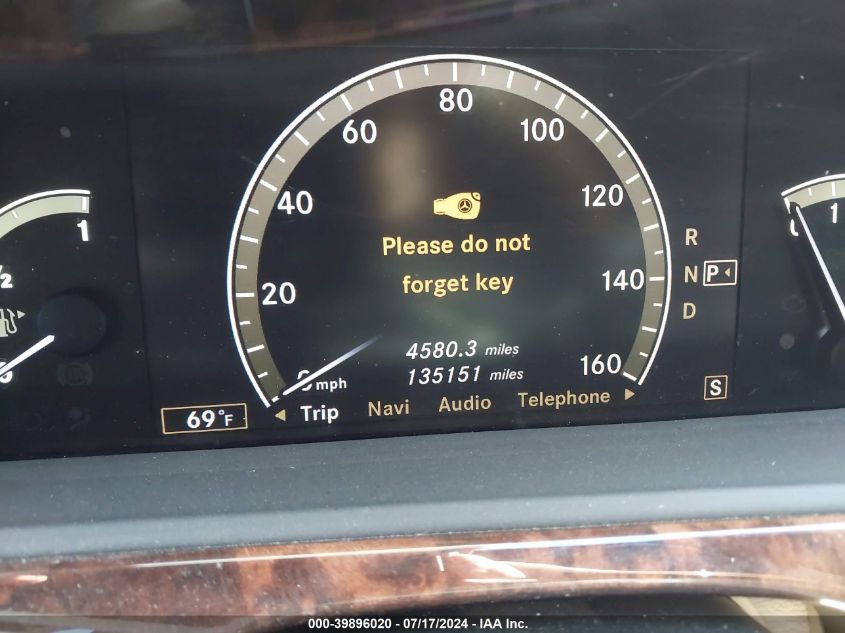 80
60
100
40
120
1
1
Please do not
R
forget key
140
N P
20
D
4580.3 miles
135151 miles
160
mph
Trip Navi Audio Telephone
S
69°F
000-39896020 - 07/17/2024 - IAA Inc.